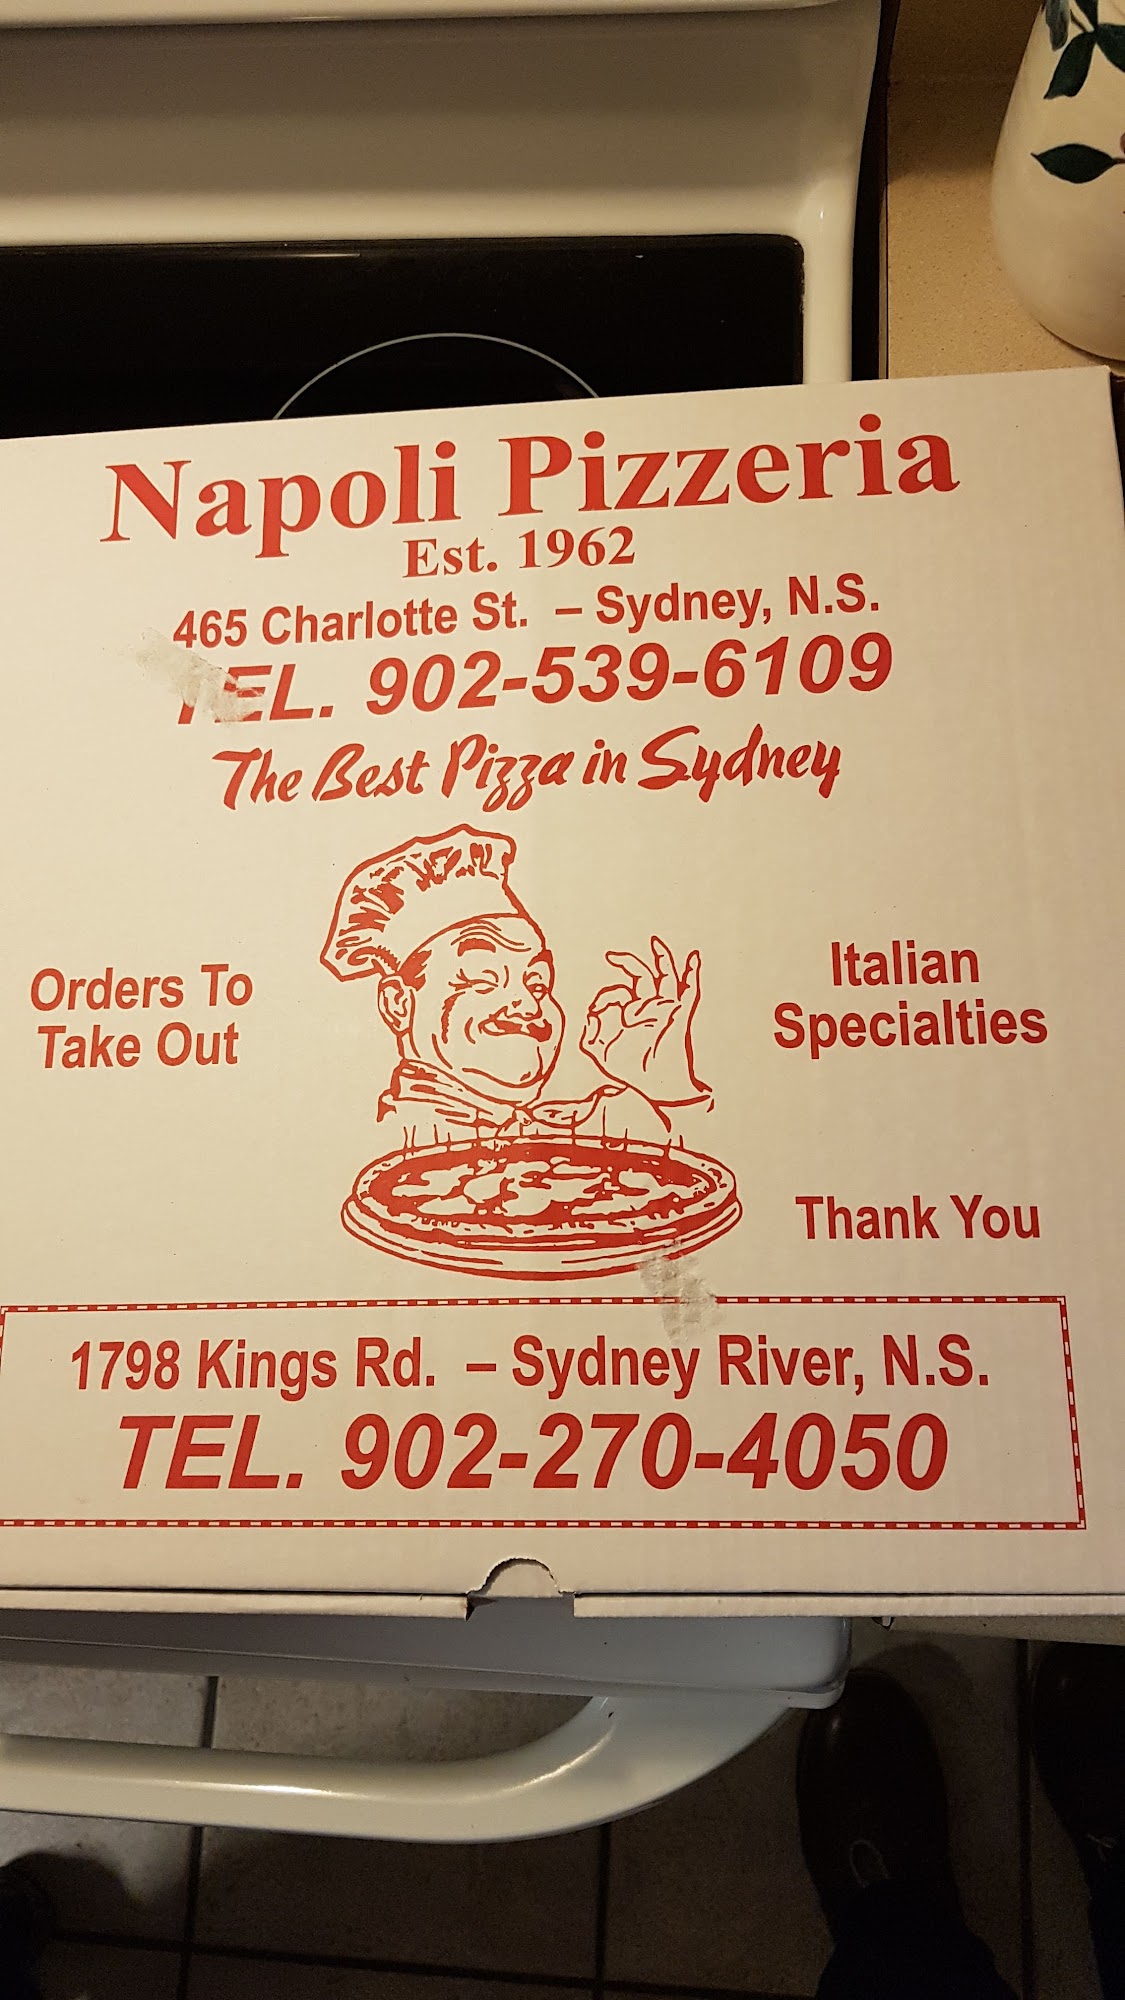 Napoli Pizzeria
Est. 1962
465 Charlotte St. – Sydney, N.S.
TEL. 902-539-6109
The Best Pizza in Sydney
Orders To
Take Out
Italian
Specialties
Thank You
1798 Kings Rd. – Sydney River, N.S.
TEL. 902-270-4050